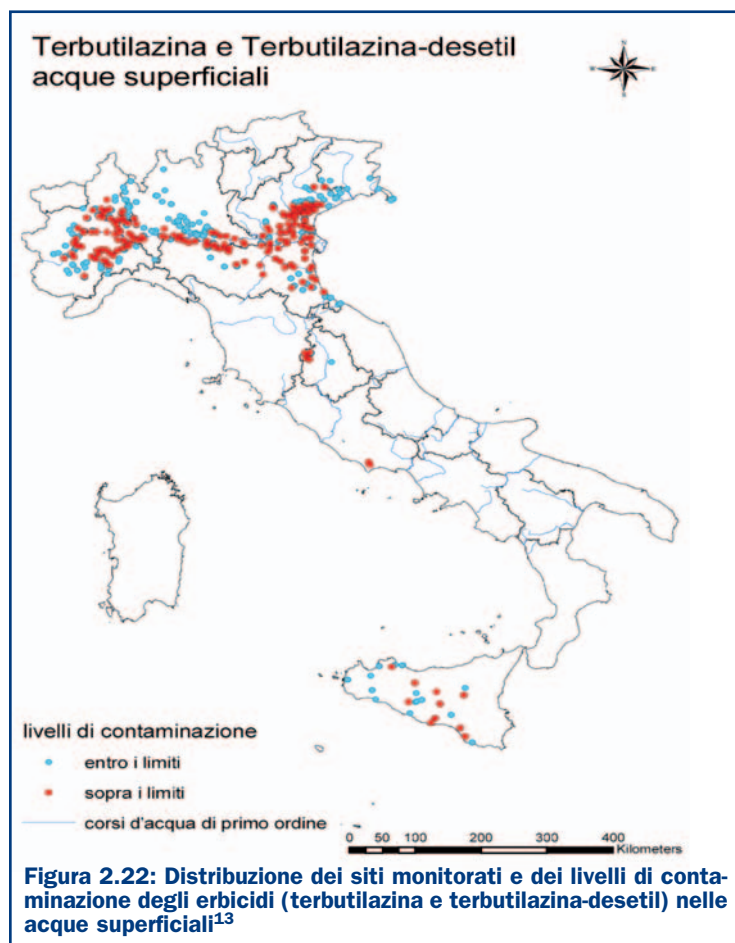 Terbutilazina e Terbutilazina-desetil
acque superficiali
livelli di contaminazione
entro i limiti
sopra i limiti
corsi d'acqua di primo ordine
0 50 100 200 300 400
Kilometers
Figura 2.22: Distribuzione dei siti monitorati e dei livelli di conta-
minazione degli erbicidi (terbutilazina e terbutilazina-desetil) nelle
acque superficiali13